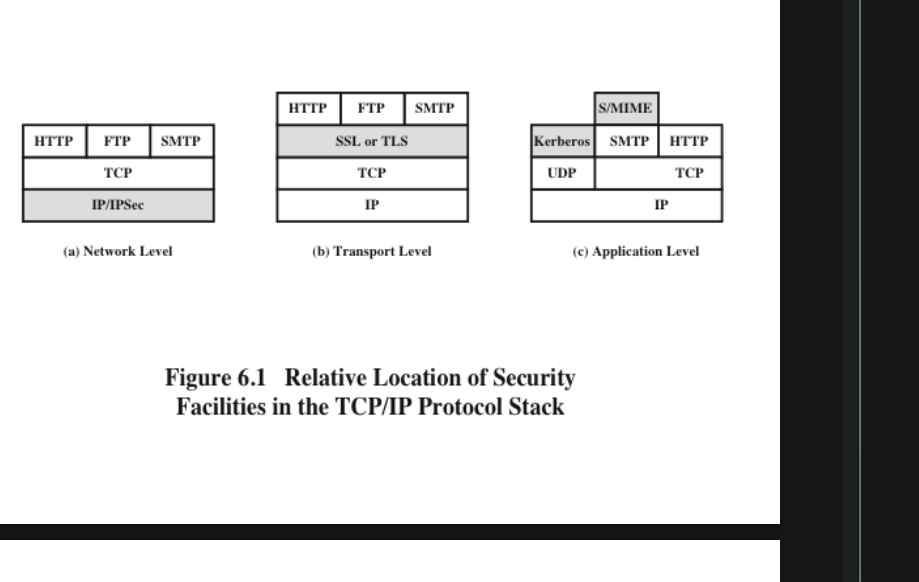 HTTP FTP SMTP
TCP
IP/IPSec
(a) Network Level
HTTP FTP SMTP
SSL or TLS
TCP
IP
(b) Transport Level
S/MIME
Kerberos SMTP HTTP
UDP TCP
IP
(c) Application Level
Figure 6.1 Relative Location of Security
Facilities in the TCP/IP Protocol Stack